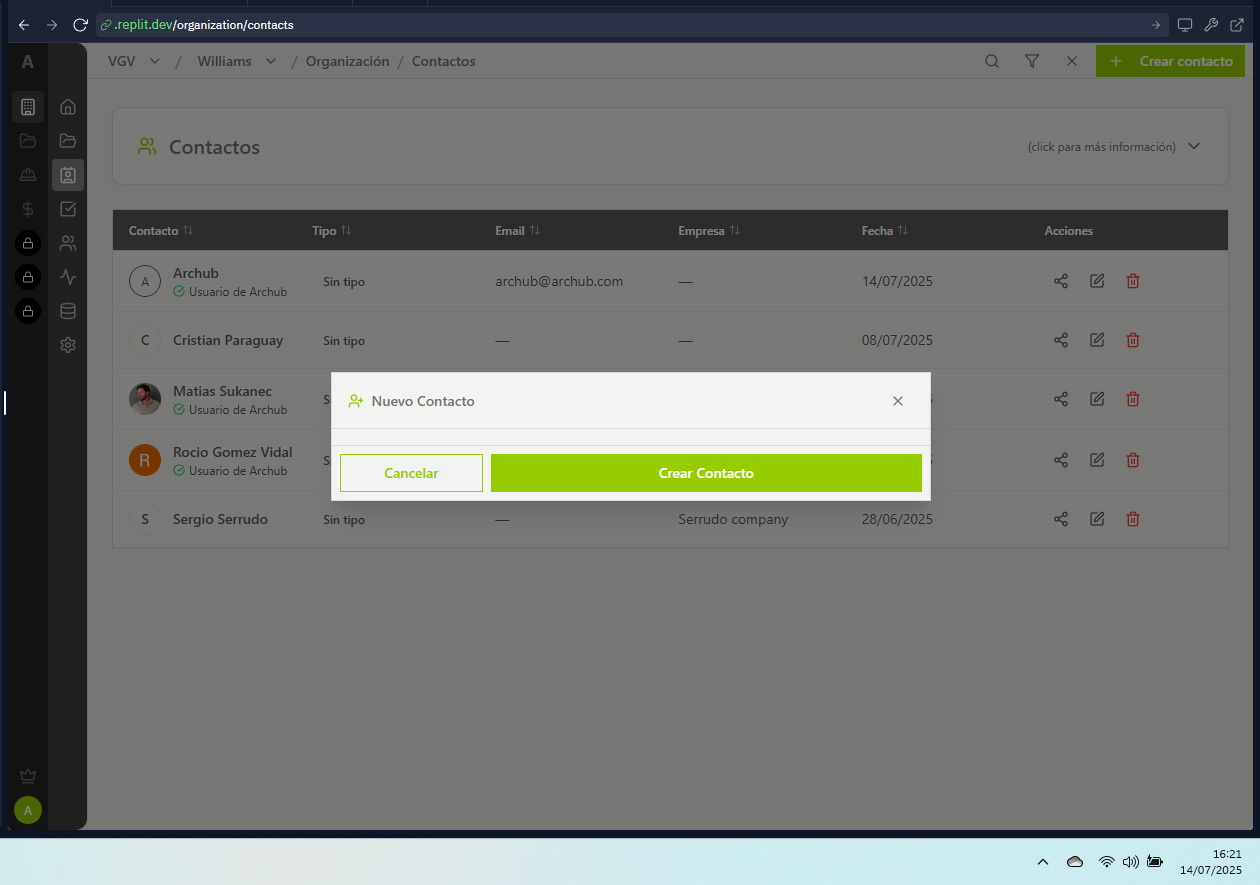 .replit.dev/organization/contacts
A
VGV / Williams / Organización / Contactos
+ Crear contacto
Contactos
(click para más información)
Contacto Tipo Email Empresa Fecha Acciones
A Archub Sin tipo archub@archub.com — 14/07/2025
Usuario de Archub
C Cristian Paraguay Sin tipo — — 08/07/2025
Matias Sukanec
Usuario de Archub
R Rocio Gomez Vidal
Usuario de Archub
Nuevo Contacto
Cancelar Crear Contacto
S Sergio Serrudo Sin tipo — Serrudo company 28/06/2025
A
16:21
14/07/2025